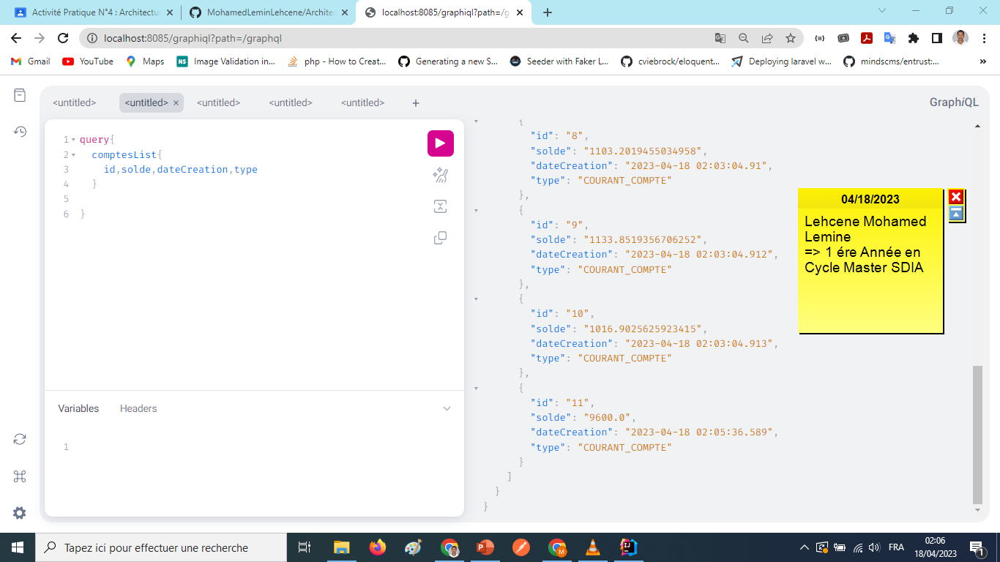 Activité Pratique N°4 : Architectu
MohamedLeminLehcene/Archite
localhost:8085/graphiql?path=/g
localhost:8085/graphiql?path=/graphql
Gmail
YouTube
Maps
Image Validation in...
php - How to Creat...
Generating a new S...
Seeder with Faker L...
cviebrock/eloquent...
Deploying laravel w...
mindscms/entrust:...
»
<untitled>
<untitled> ×
<untitled>
<untitled>
<untitled>
+
GraphiQL
1 query{
2 comptesList{
3 id,solde,dateCreation,type
4 }
5
6 }
Variables
Headers
1
{
"id": "8",
"solde": "1103.2019455034958",
"dateCreation": "2023-04-18 02:03:04.91",
"type": "COURANT_COMPTE"
},
{
"id": "9",
"solde": "1133.8519356706252",
"dateCreation": "2023-04-18 02:03:04.912",
"type": "COURANT_COMPTE"
},
{
"id": "10",
"solde": "1016.9025625923415",
"dateCreation": "2023-04-18 02:03:04.913",
"type": "COURANT_COMPTE"
},
{
"id": "11",
"solde": "9600.0",
"dateCreation": "2023-04-18 02:05:36.589",
"type": "COURANT_COMPTE"
}
]
}
}
04/18/2023
Lehcene Mohamed
Lemine
=> 1 ére Année en
Cycle Master SDIA
Tapez ici pour effectuer une recherche
FRA
02:06
18/04/2023
1